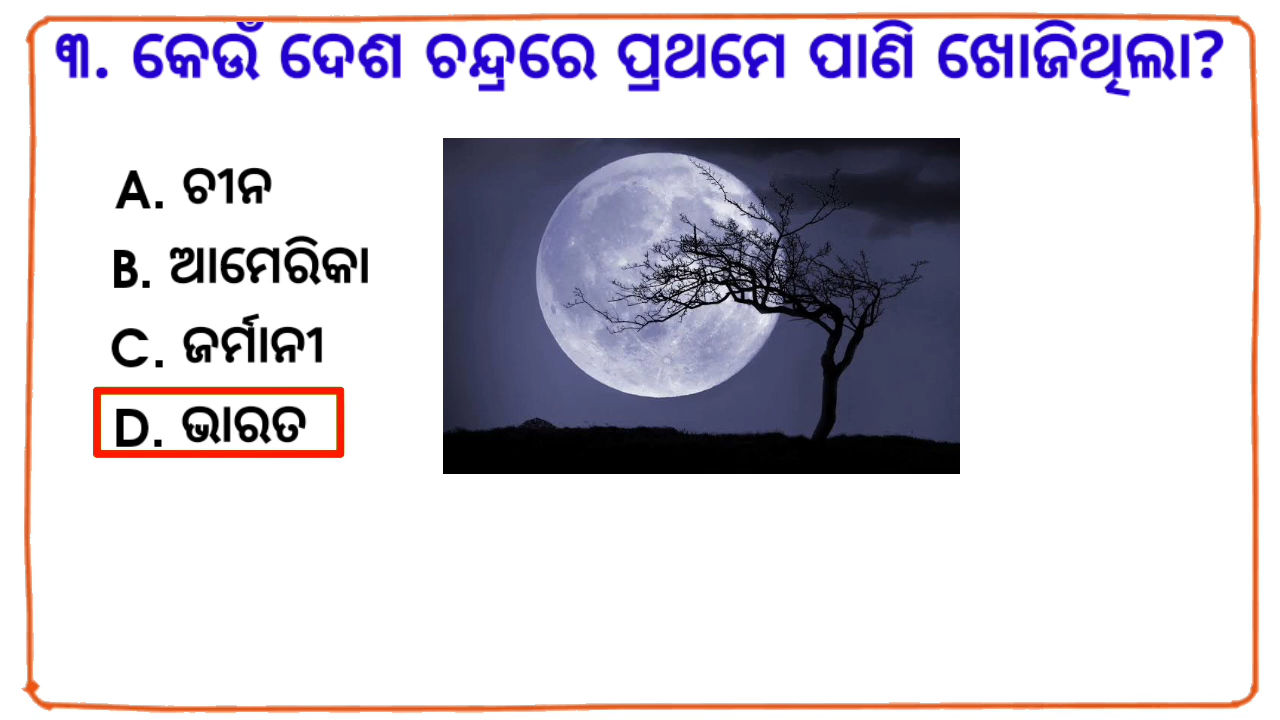 ୩. କେଉଁ ଦେଶ ଚନ୍ଦ୍ରରେ ପ୍ରଥମେ ପାଣି ଖୋଜିଥିଲା?
A. ଚୀନ
B. ଆମେରିକା
C. ଜର୍ମାନୀ
D. ଭାରତ